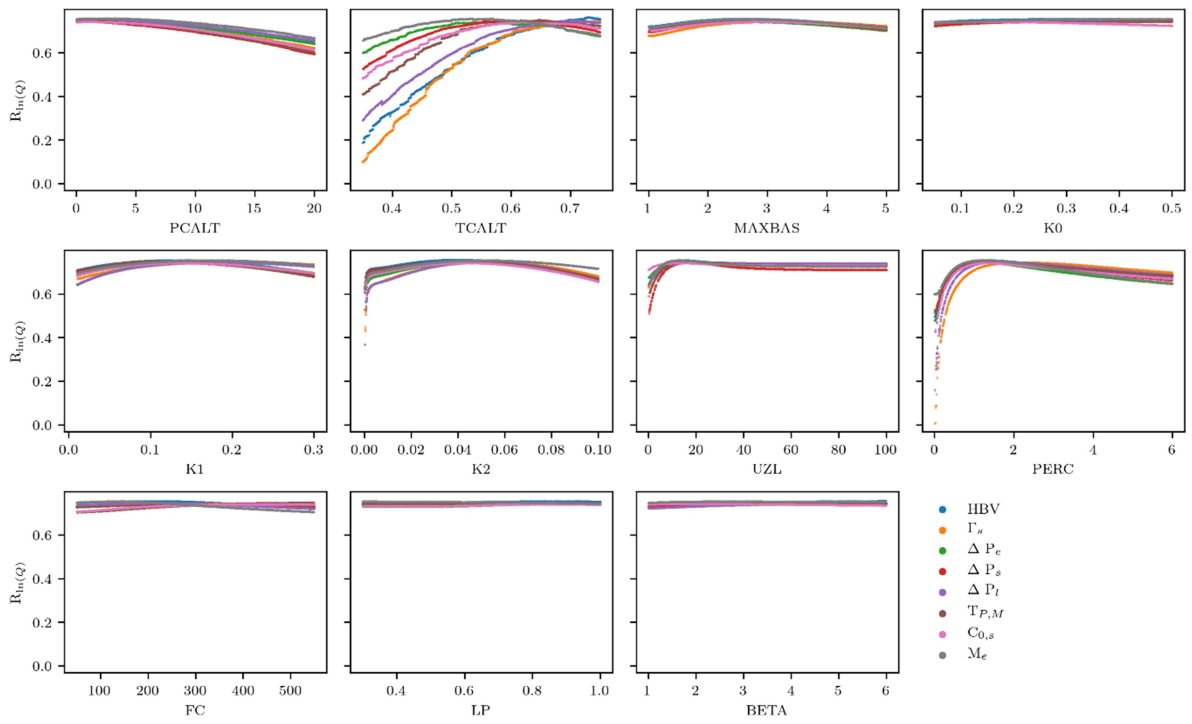 R_ln(Q)
0.6
0.4
0.2
0.0
0 5 10 15 20
PCALT
0.4 0.5 0.6 0.7
TCALT
1 2 3 4 5
MAXBAS
0.1 0.2 0.3 0.4 0.5
K0
R_ln(Q)
0.6
0.4
0.2
0.0
0.0 0.1 0.2 0.3
K1
0.00 0.02 0.04 0.06 0.08 0.10
K2
0 20 40 60 80 100
UZL
0 2 4 6
PERC
R_ln(Q)
0.6
0.4
0.2
0.0
100 200 300 400 500
FC
0.4 0.6 0.8 1.0
LP
1 2 3 4 5 6
BETA
HBV
Γ_s
Δ P_e
Δ P_s
Δ P_l
T_P,M
C_0,s
M_e